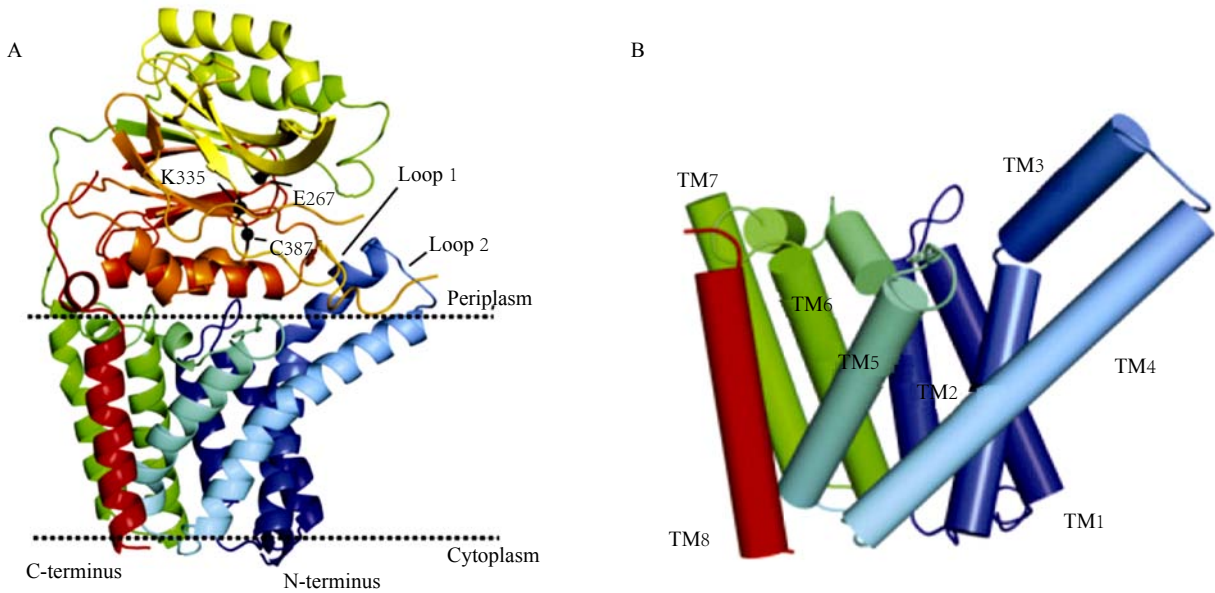 A
K335
E267
C387
Loop 1
Loop 2
Periplasm
Cytoplasm
C-terminus
N-terminus
B
TM3
TM7
TM6
TM5
TM2
TM4
TM1
TM8